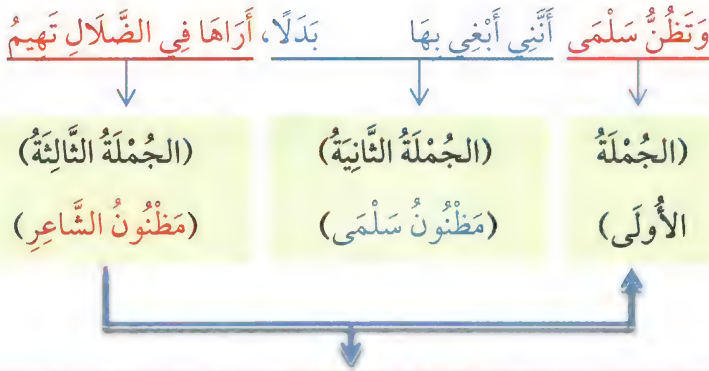 وَتَظُنُّ سَلْمَى أَنَّنِي أَبْغِي بِهَا بَدَلًا، أَرَاهَا فِي الضَّلَالِ تَهِيمُ
(الجُمْلَةُ الأُولَى)
(الجُمْلَةُ الثَّانِيَةُ)
(مَظْنُونُ سَلْمَى)
(الجُمْلَةُ الثَّالِثَةُ)
(مَظْنُونُ الشَّاعِرِ)